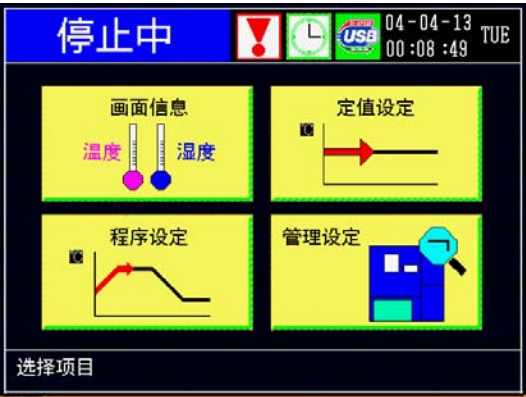 停止中
USB
04-04-13
00:08:49
TUE
画面信息
温度
湿度
定值设定
℃
程序设定
℃
管理设定
选择项目